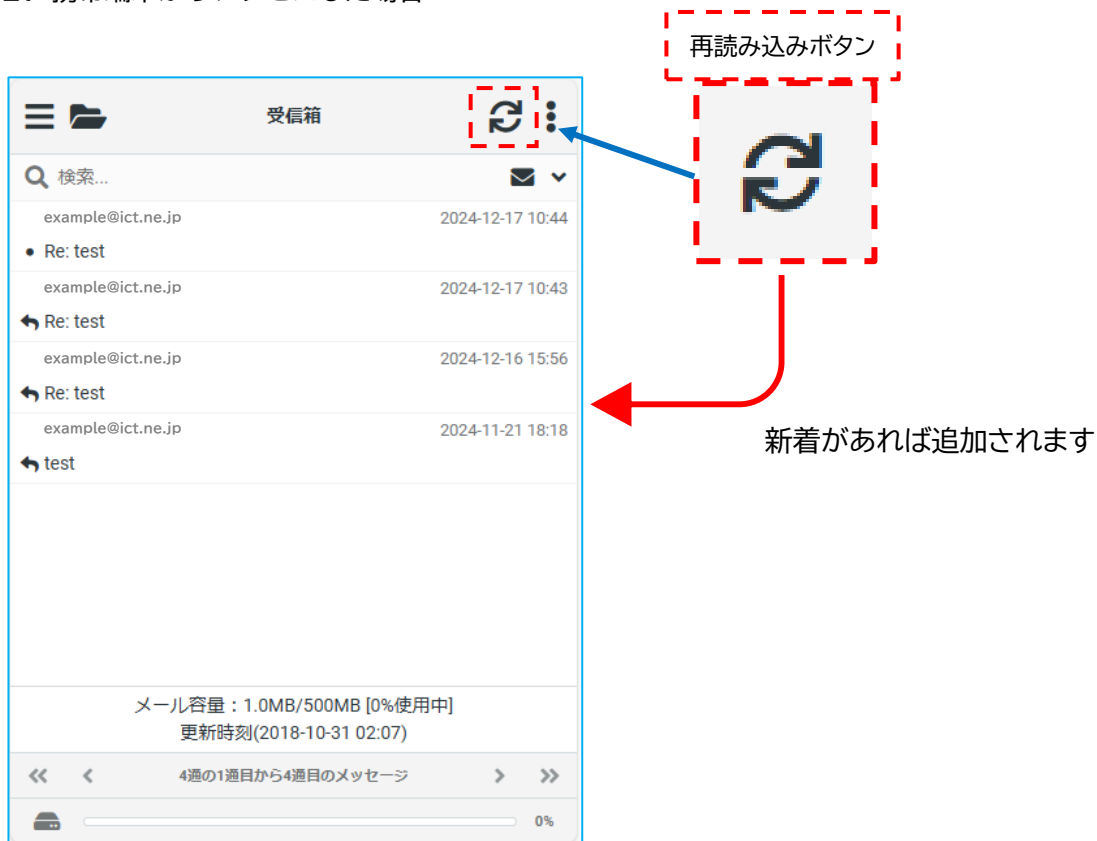 再読み込みボタン
受信箱
検索...
example@ict.ne.jp 2024-12-17 10:44
• Re: test
example@ict.ne.jp 2024-12-17 10:43
Re: test
example@ict.ne.jp 2024-12-16 15:56
Re: test
example@ict.ne.jp 2024-11-21 18:18
test
新着があれば追加されます
メール容量：1.0MB/500MB [0%使用中]
更新時刻(2018-10-31 02:07)
4通の1通目から4通目のメッセージ
0%